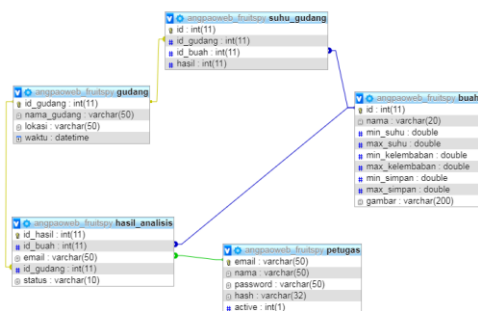 angpaoweb_fruitspy.suhu_gudang
id : int(11)
id_gudang : int(11)
id_buah : int(11)
hasil : int(11)
angpaoweb_fruitspy.gudang
id_gudang : int(11)
nama_gudang : varchar(50)
lokasi : varchar(50)
waktu : datetime
angpaoweb_fruitspy.buah
id : int(11)
nama : varchar(20)
min_suhu : double
max_suhu : double
min_kelembaban : double
max_kelembaban : double
min_simpan : double
max_simpan : double
gambar : varchar(200)
angpaoweb_fruitspy.hasil_analisis
id_hasil : int(11)
id_buah : int(11)
email : varchar(50)
id_gudang : int(11)
status : varchar(10)
angpaoweb_fruitspy.petugas
email : varchar(50)
nama : varchar(50)
password : varchar(50)
hash : varchar(32)
active : int(1)